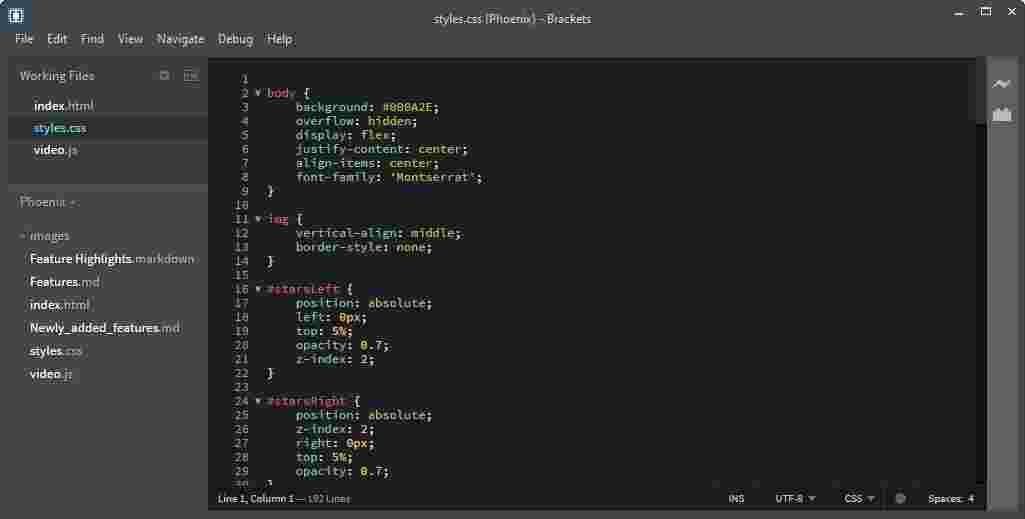 styles.css (Phoenix) - Brackets
File Edit Find View Navigate Debug Help
Working Files
index.html
styles.css
video.js
Phoenix
images
Feature Highlights.markdown
Features.md
index.html
Newly_added_features.md
styles.css
video.js
1
2 body {
3 background: #000A2E;
4 overflow: hidden;
5 display: flex;
6 justify-content: center;
7 align-items: center;
8 font-family: 'Montserrat';
9 }
10
11 img {
12 vertical-align: middle;
13 border-style: none;
14 }
15
16 #starsLeft {
17 position: absolute;
18 left: 0px;
19 top: 5%;
20 opacity: 0.7;
21 z-index: 2;
22 }
23
24 #starsRight {
25 position: absolute;
26 z-index: 2;
27 right: 0px;
28 top: 5%;
29 opacity: 0.7;
30 }
Line 1, Column 1 — 192 Lines INS UTF-8 CSS Spaces: 4